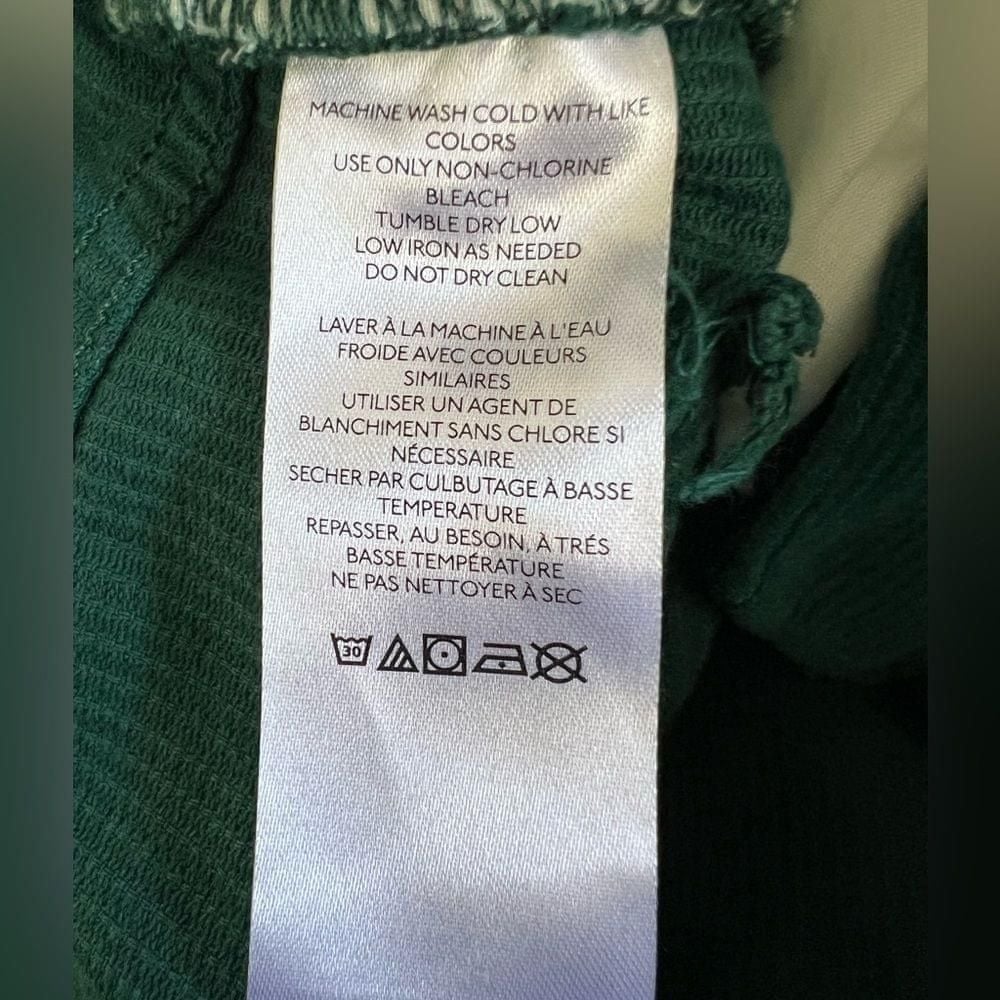 MACHINE WASH COLD WITH LIKE
COLORS
USE ONLY NON-CHLORINE
BLEACH
TUMBLE DRY LOW
LOW IRON AS NEEDED
DO NOT DRY CLEAN
LAVER À LA MACHINE À L'EAU
FROIDE AVEC COULEURS
SIMILAIRES
UTILISER UN AGENT DE
BLANCHIMENT SANS CHLORE SI
NÉCESSAIRE
SECHER PAR CULBUTAGE À BASSE
TEMPERATURE
REPASSER, AU BESOIN, À TRÉS
BASSE TEMPÉRATURE
NE PAS NETTOYER À SEC
30